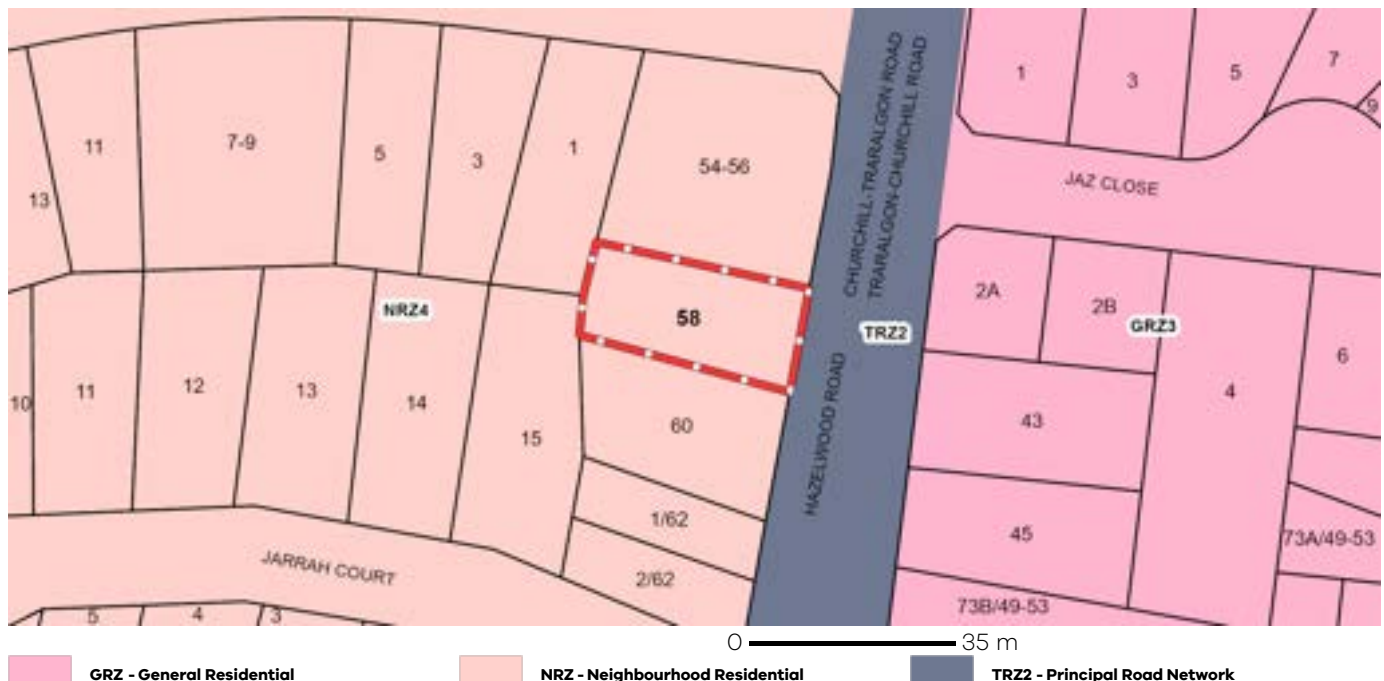 1
3
5
7
9
11
7-9
5
3
1
54-56
13
CHURCHILL-TRARALGON ROAD
TRARALGON-CHURCHILL ROAD
JAZ CLOSE
NRZ4
58
TRZ2
2A
2B
GRZ3
6
10
11
12
13
14
15
60
HAZELWOOD ROAD
43
4
1/62
45
73A/49-53
JARRAH COURT
2/62
73B/49-53
5
4
3
0 35 m
GRZ - General Residential
NRZ - Neighbourhood Residential
TRZ2 - Principal Road Network